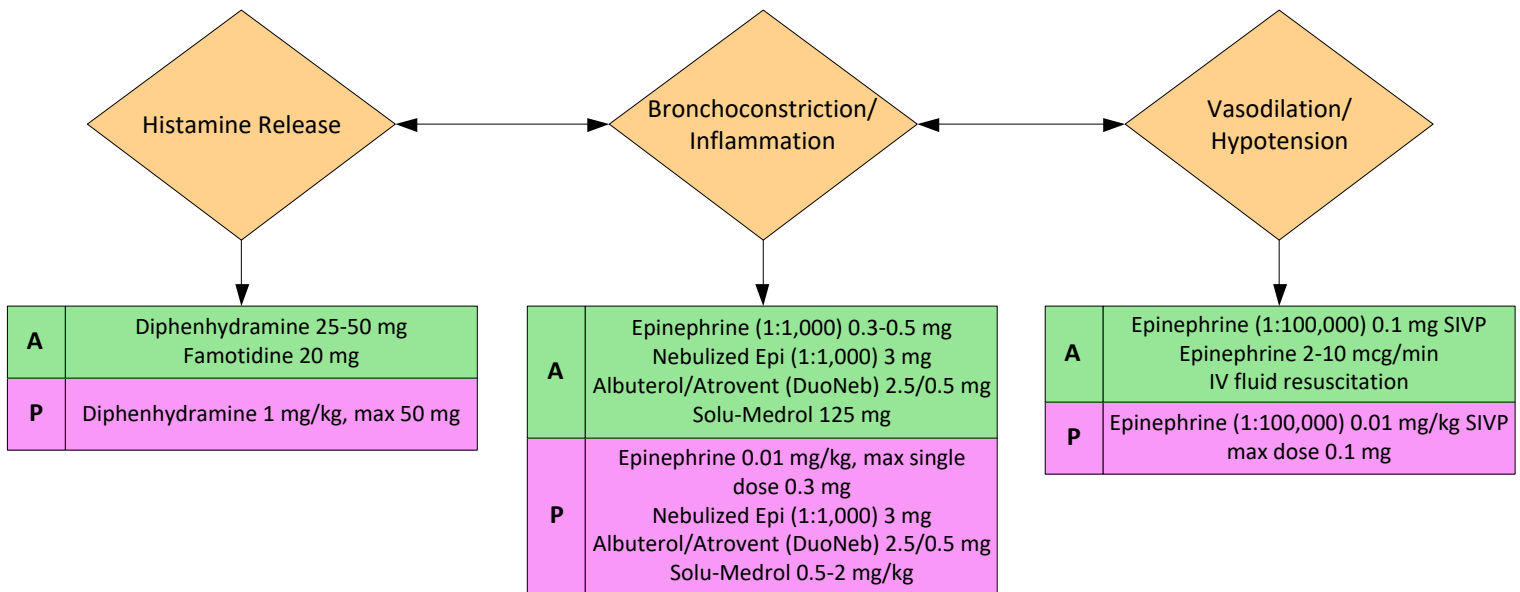 Histamine Release
Bronchoconstriction/
Inflammation
Vasodilation/
Hypotension
A
Diphenhydramine 25-50 mg
Famotidine 20 mg
P
Diphenhydramine 1 mg/kg, max 50 mg
A
Epinephrine (1:1,000) 0.3-0.5 mg
Nebulized Epi (1:1,000) 3 mg
Albuterol/Atrovent (DuoNeb) 2.5/0.5 mg
Solu-Medrol 125 mg
P
Epinephrine 0.01 mg/kg, max single
dose 0.3 mg
Nebulized Epi (1:1,000) 3 mg
Albuterol/Atrovent (DuoNeb) 2.5/0.5 mg
Solu-Medrol 0.5-2 mg/kg
A
Epinephrine (1:100,000) 0.1 mg SIVP
Epinephrine 2-10 mcg/min
IV fluid resuscitation
P
Epinephrine (1:100,000) 0.01 mg/kg SIVP
max dose 0.1 mg